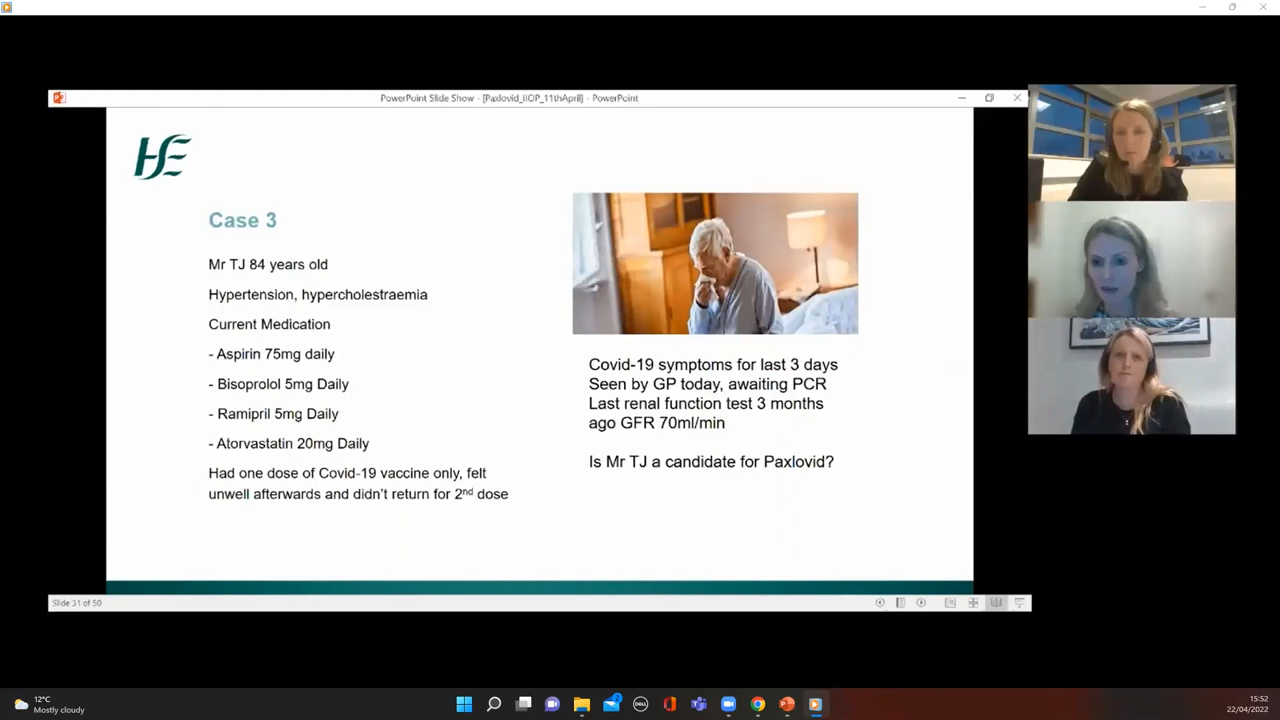 PowerPoint Slide Show - [Paxlovid_IIOP_11thApril] - PowerPoint
HSE
Case 3
Mr TJ 84 years old
Hypertension, hypercholestraemia
Current Medication
- Aspirin 75mg daily
- Bisoprolol 5mg Daily
- Ramipril 5mg Daily
- Atorvastatin 20mg Daily
Had one dose of Covid-19 vaccine only, felt
unwell afterwards and didn't return for 2nd dose
Covid-19 symptoms for last 3 days
Seen by GP today, awaiting PCR
Last renal function test 3 months
ago GFR 70ml/min
Is Mr TJ a candidate for Paxlovid?
Slide 31 of 50
12°C
Mostly cloudy
2
DELL
15:52
22/04/2022